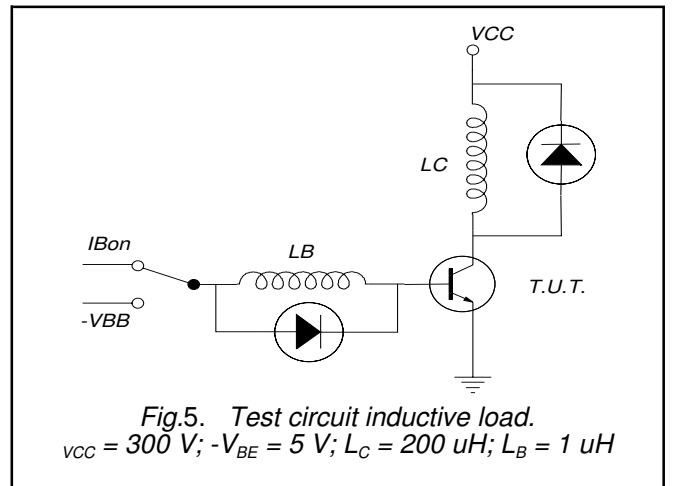 VCC
LC
IBon
LB
-VBB
T.U.T.
Fig.5. Test circuit inductive load.
VCC = 300 V; -VBE = 5 V; LC = 200 uH; LB = 1 uH